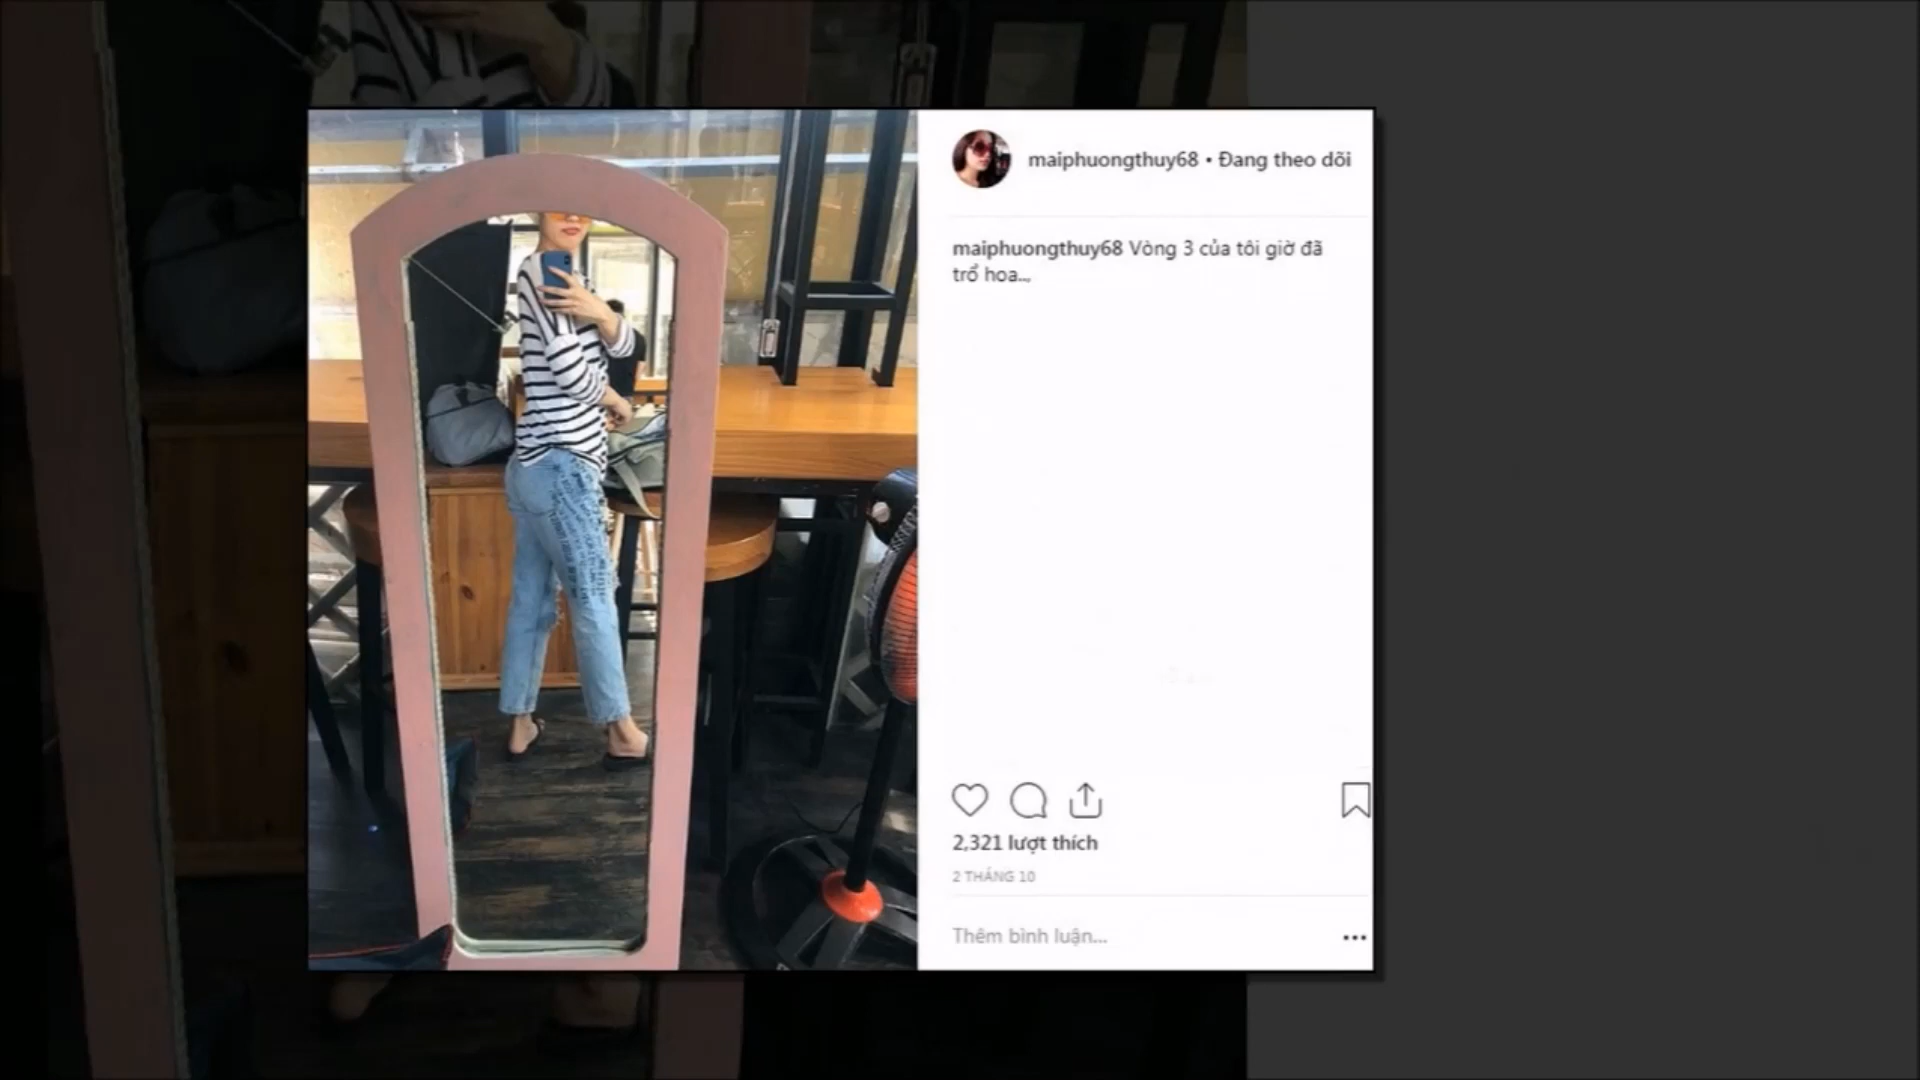 maiphuongthuy68 • Đang theo dõi
maiphuongthuy68 Vòng 3 của tôi giờ đã
trổ hoa...
2,321 lượt thích
2 THÁNG 10
Thêm bình luận...